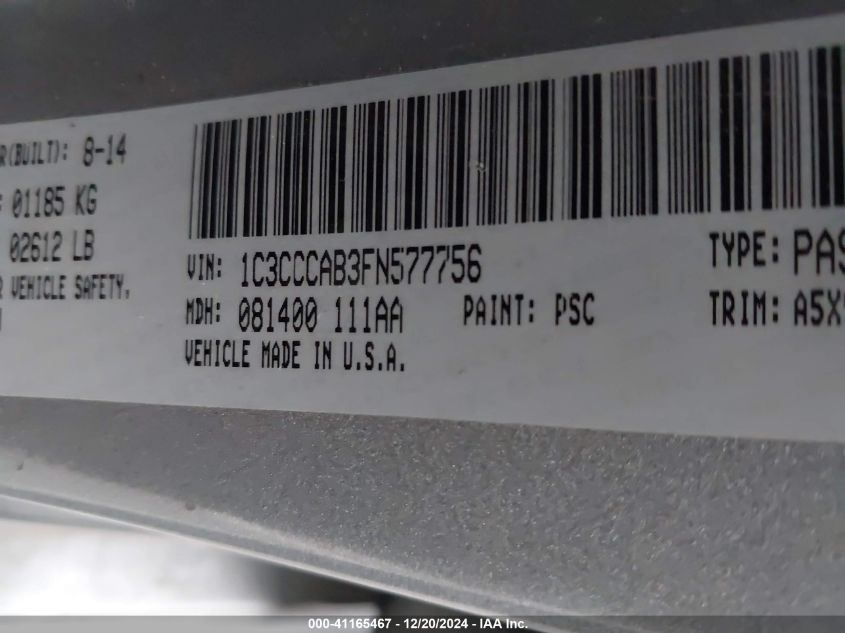 R(BUILT): 8-14
: 01185 KG
02612 LB
R VEHICLE SAFETY,
VIN: 1C3CCCAB3FN577756
TYPE: PAS
MDH: 081400 111AA
PAINT: PSC
TRIM: A5X
VEHICLE MADE IN U.S.A.
000-41165467 - 12/20/2024 - IAA Inc.